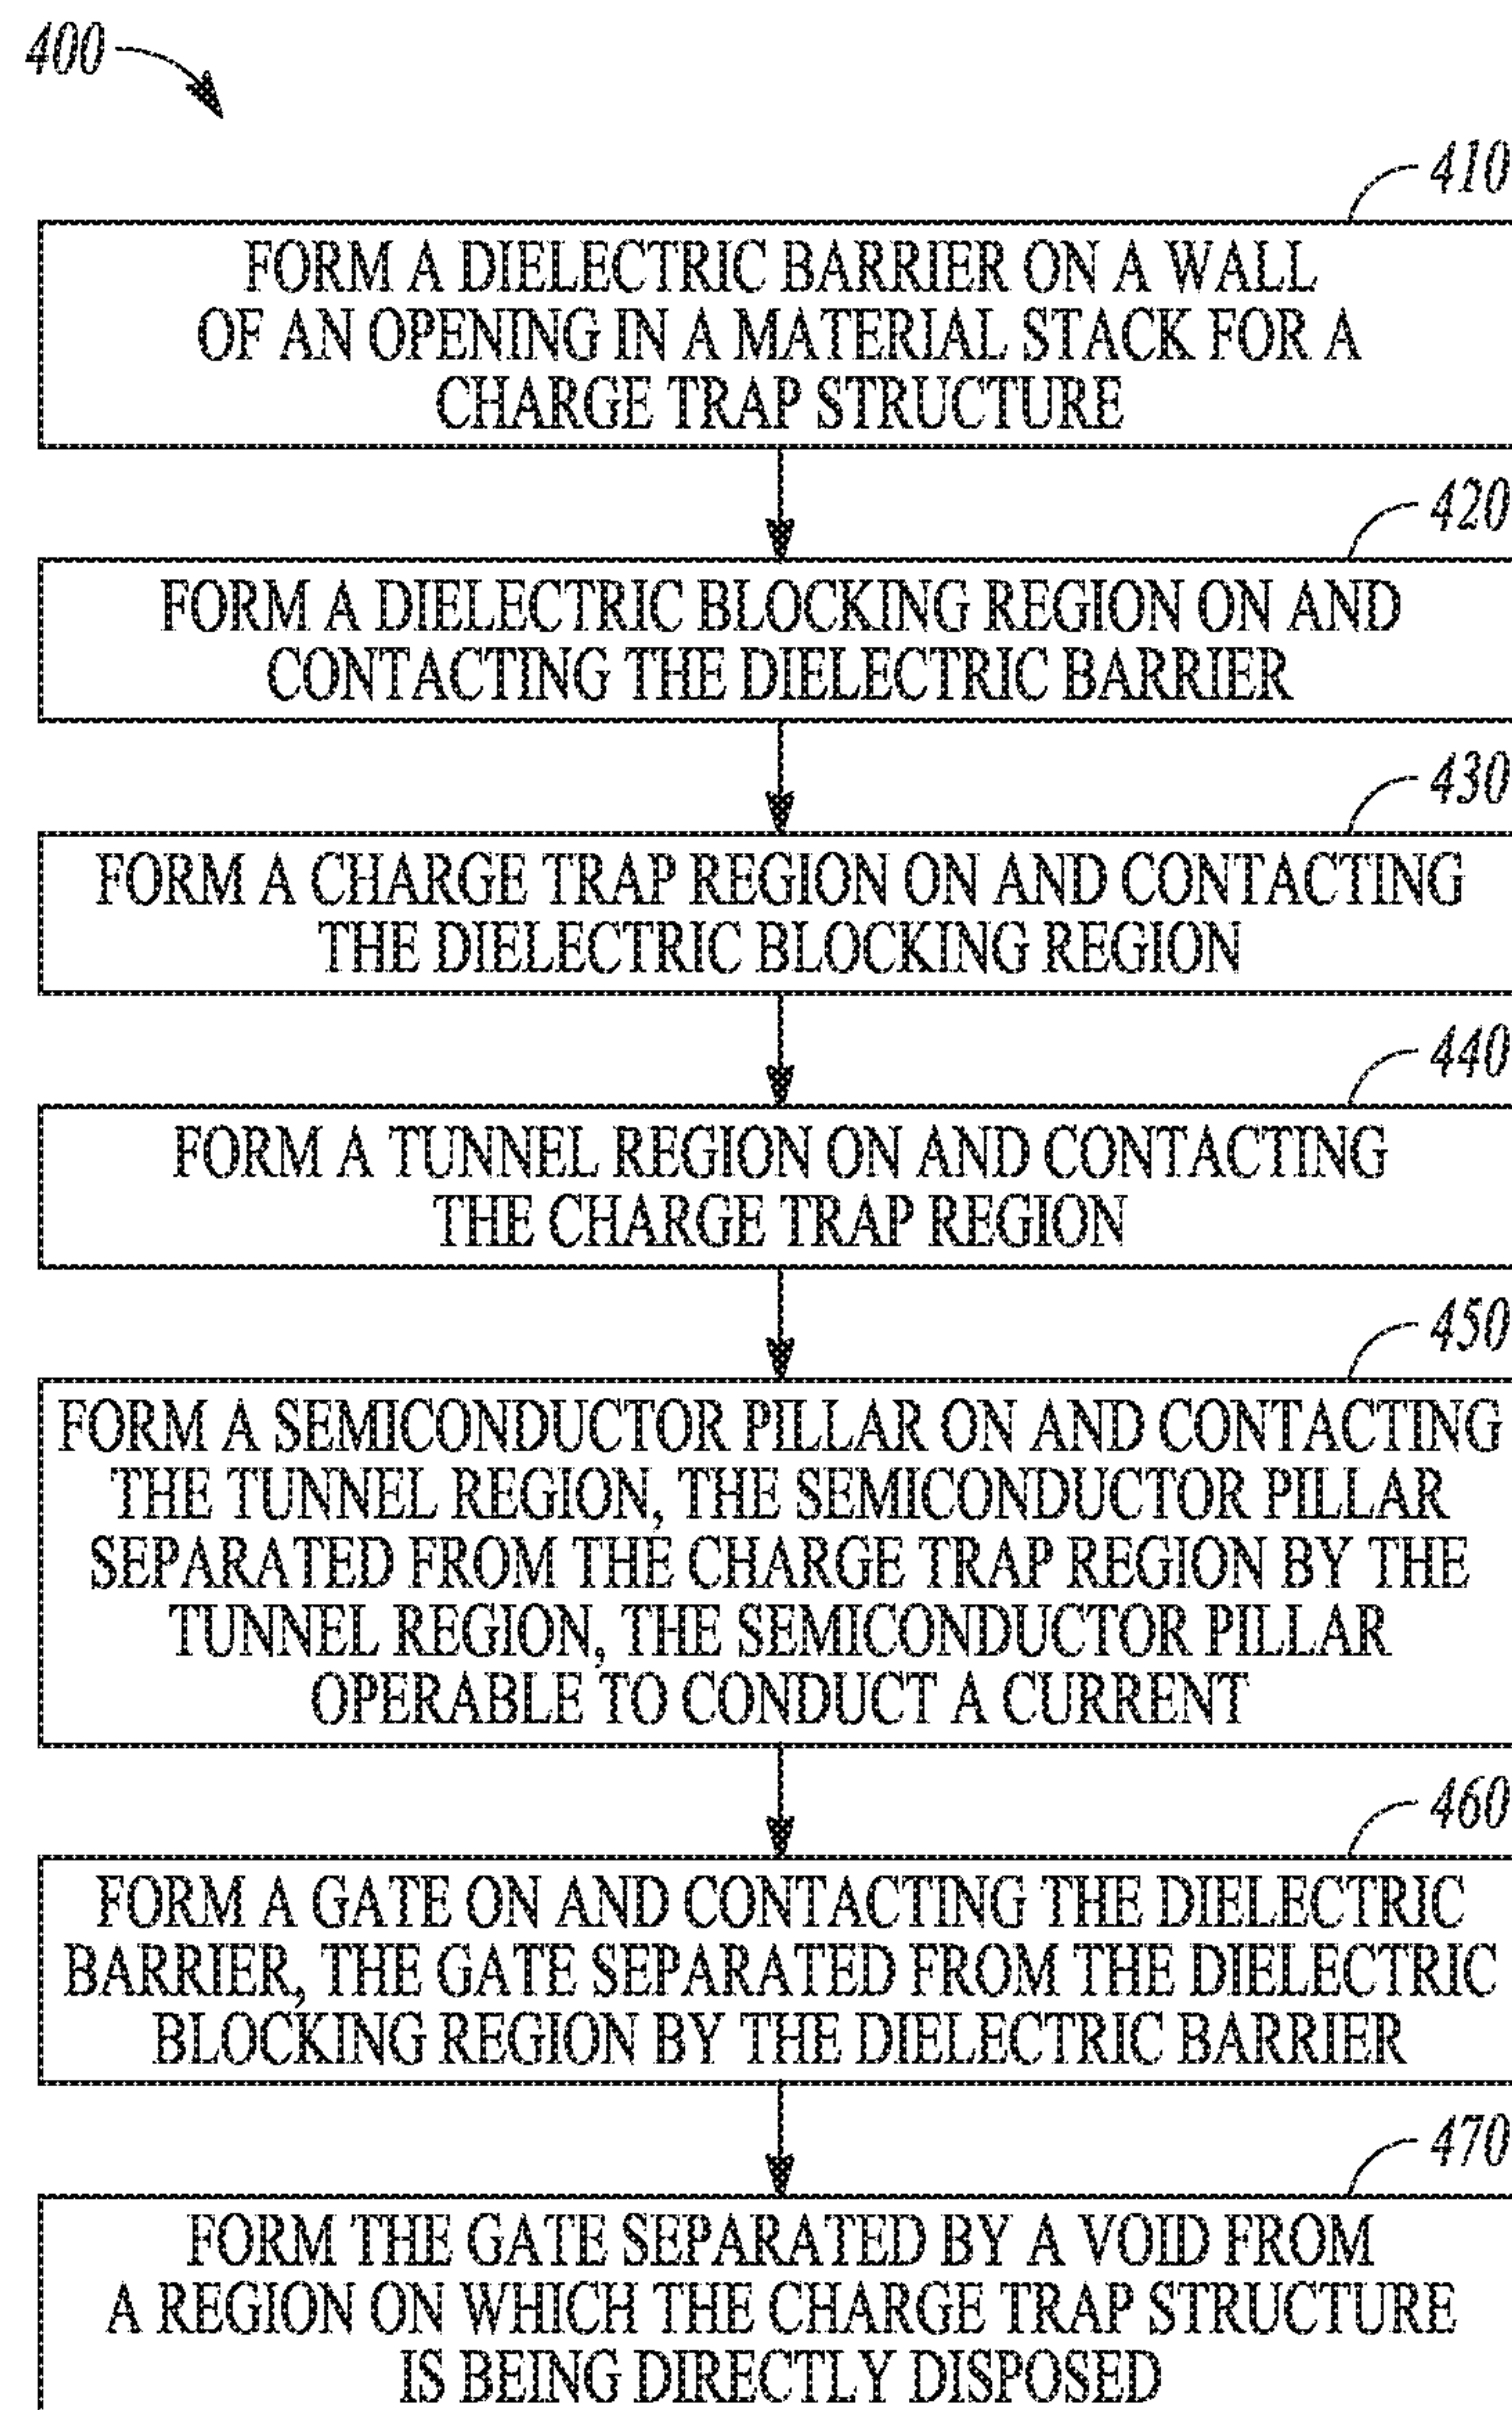 400
410
FORM A DIELECTRIC BARRIER ON A WALL
OF AN OPENING IN A MATERIAL STACK FOR A
CHARGE TRAP STRUCTURE
420
FORM A DIELECTRIC BLOCKING REGION ON AND
CONTACTING THE DIELECTRIC BARRIER
430
FORM A CHARGE TRAP REGION ON AND CONTACTING
THE DIELECTRIC BLOCKING REGION
440
FORM A TUNNEL REGION ON AND CONTACTING
THE CHARGE TRAP REGION
450
FORM A SEMICONDUCTOR PILLAR ON AND CONTACTING
THE TUNNEL REGION, THE SEMICONDUCTOR PILLAR
SEPARATED FROM THE CHARGE TRAP REGION BY THE
TUNNEL REGION, THE SEMICONDUCTOR PILLAR
OPERABLE TO CONDUCT A CURRENT
460
FORM A GATE ON AND CONTACTING THE DIELECTRIC
BARRIER, THE GATE SEPARATED FROM THE DIELECTRIC
BLOCKING REGION BY THE DIELECTRIC BARRIER
470
FORM THE GATE SEPARATED BY A VOID FROM
A REGION ON WHICH THE CHARGE TRAP STRUCTURE
IS BEING DIRECTLY DISPOSED